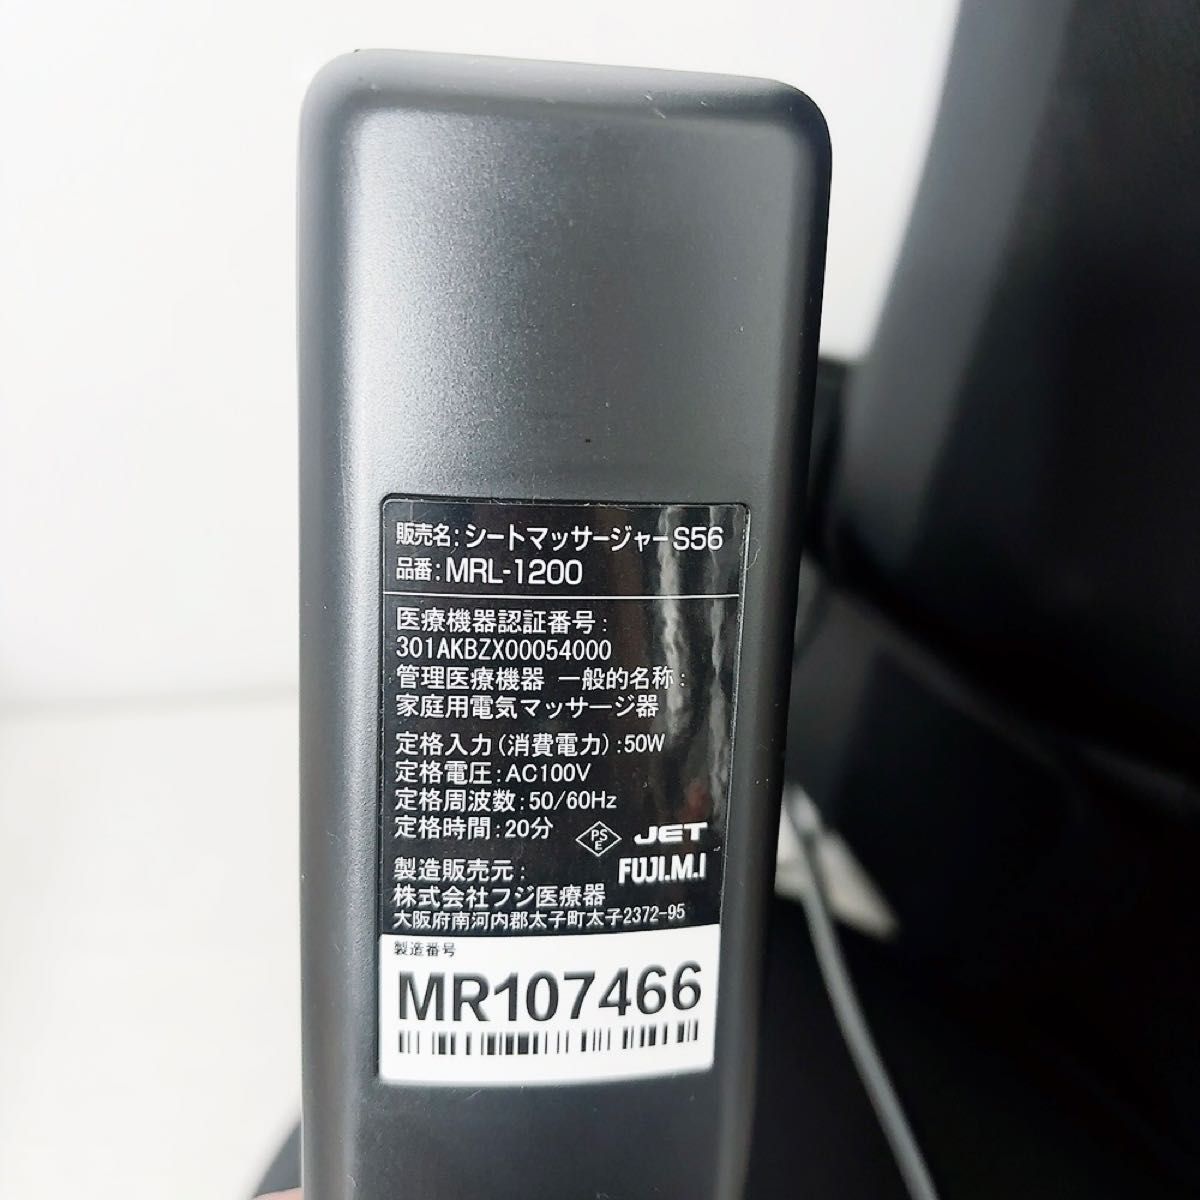 販売名:シートマッサージャーS56
品番:MRL-1200
医療機器認証番号:
301AKBZX00054000
管理医療機器 一般的名称:
家庭用電気マッサージ器
定格入力(消費電力):50W
定格電圧:AC100V
定格周波数:50/60Hz
定格時間:20分
PS
E
JET
製造販売元:
FUJI.M.I
株式会社フジ医療器
大阪府南河内郡太子町太子2372-95
製造番号
MR107466